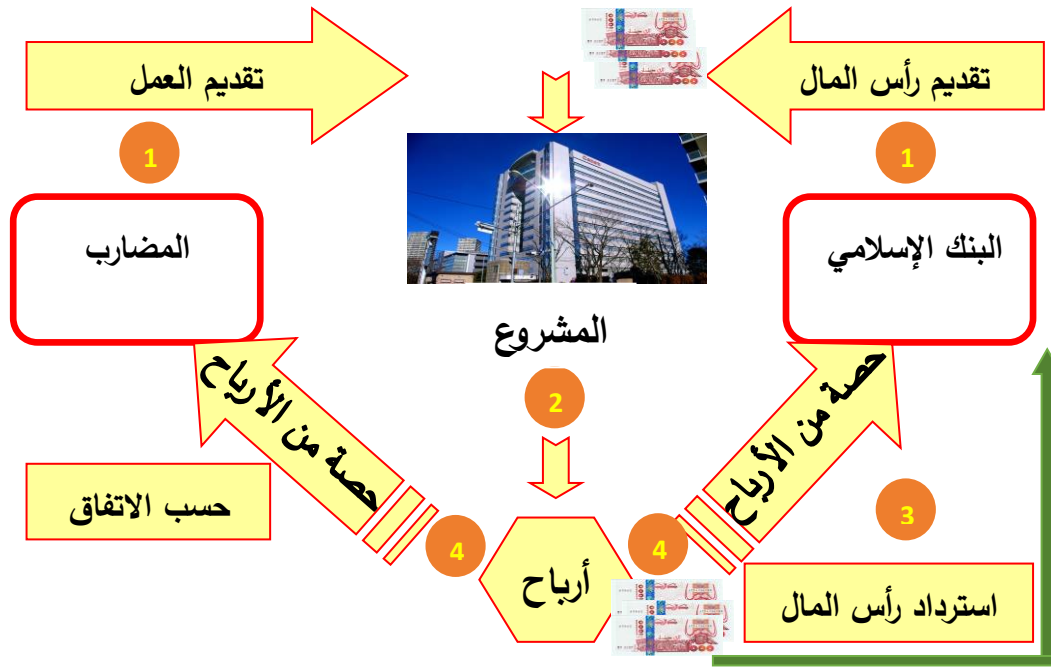 تقديم رأس المال
تقديم العمل
1
1
البنك الإسلامي
المضارب
المشروع
2
حصة من الأرباح
حصة من الأرباح
حسب الاتفاق
3
4
4
أرباح
استرداد رأس المال